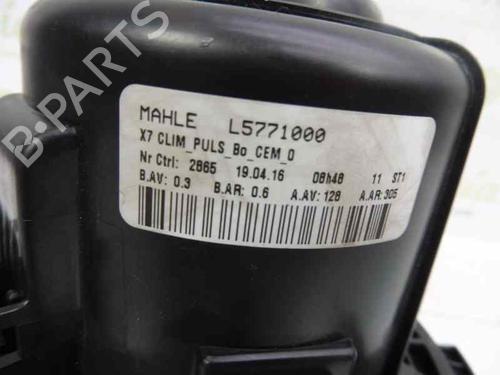 MAHLE L5771000
X7 CLIM_PULS_Bo_CEM_0
Nr Ctrl: 2865 19.04.16 08h48 11 ST1
B.AV: 0.3 B.AR: 0.6 A.AV: 128 A.AR: 305
B-PARTS